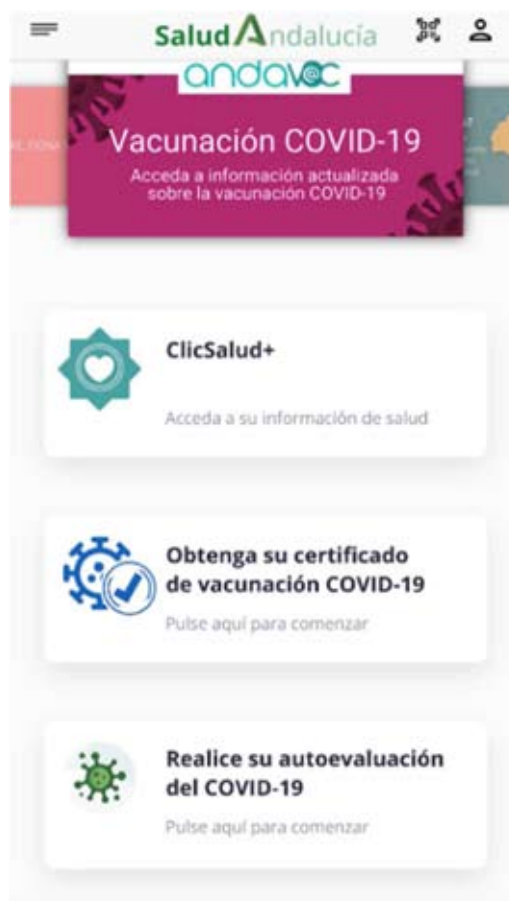 Salud Andalucía
andavac
Vacunación COVID-19
Acceda a información actualizada
sobre la vacunación COVID-19
ClicSalud+
Acceda a su información de salud
Obtenga su certificado
de vacunación COVID-19
Pulse aquí para comenzar
Realice su autoevaluación
del COVID-19
Pulse aquí para comenzar